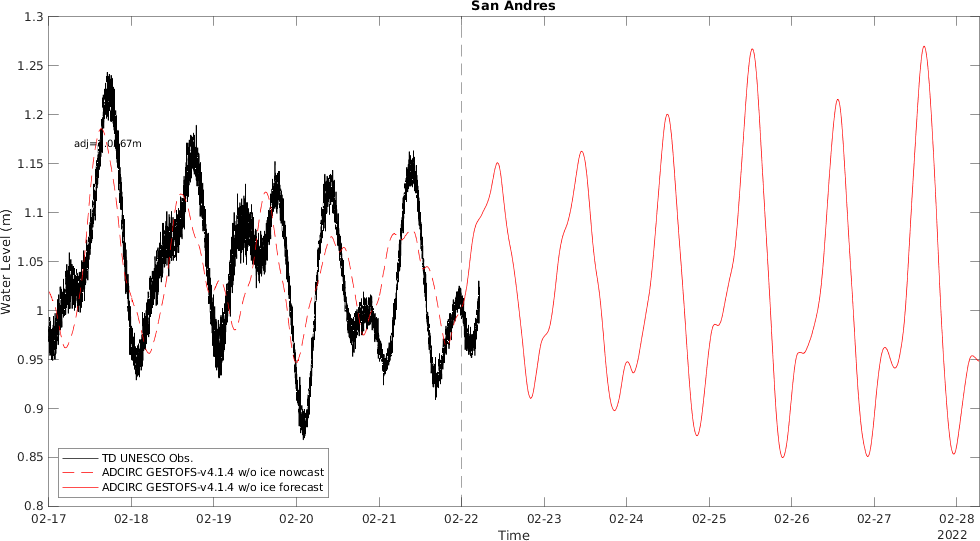 San Andres
Water Level (m)
1.3
1.25
1.2
1.15
1.1
1.05
1
0.95
0.9
0.85
0.8
TD UNESCO Obs.
ADCIRC GESTOFS-v4.1.4 w/o ice nowcast
ADCIRC GESTOFS-v4.1.4 w/o ice forecast
02-17 02-18 02-19 02-20 02-21 02-22 02-23 02-24 02-25 02-26 02-27 02-28
Time 2022